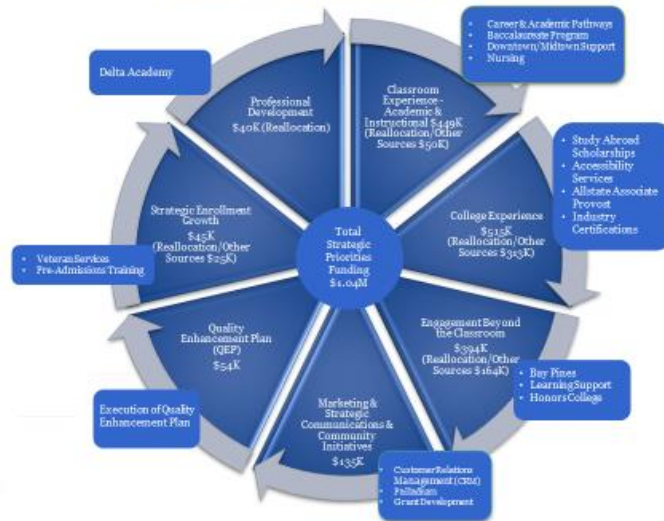 Career & Academic Pathways
Baccalaureate Program
Downtown/Midtown Support
Nursing
Delta Academy
Professional
Development
$40K (Reallocation)
Classroom
Experience -
Academic &
Instructional $449K
(Reallocation/Other
Sources $50K)
Study Abroad
Scholarships
Accessibility
Services
Allstate Associate
Provost
Industry
Certifications
Strategic Enrollment
Growth
$45K
(Reallocation/Other
Sources $25K)
Total
Strategic
Priorities
Funding
$1.04M
College Experience
$515K
(Reallocation/Other
Sources $313K)
Veteran Services
Pre-Admissions Training
Quality
Enhancement Plan
(QEP)
$54K
Engagement Beyond
the Classroom
$394K
(Reallocation/Other
Sources $164K)
Bay Pines
Learning Support
Honors College
Execution of Quality
Enhancement Plan
Marketing &
Strategic
Communications &
Community
Initiatives
$135K
Customer Relations
Management (CRM)
Palladium
Grant Development